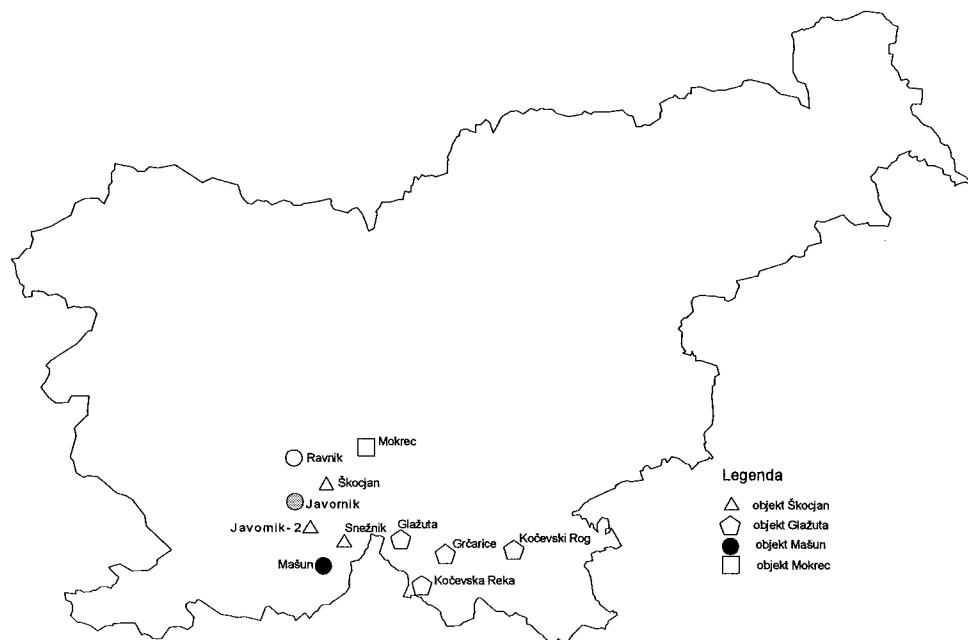 Mokrec
Ravnik
Škocjan
Javornik
Javornik-2
Snežnik
Glažuta
Grčarice
Kočevski Rog
Mašun
Kočevska Reka
Legenda
objekt Škocjan
objekt Glažuta
objekt Mašun
objekt Mokrec